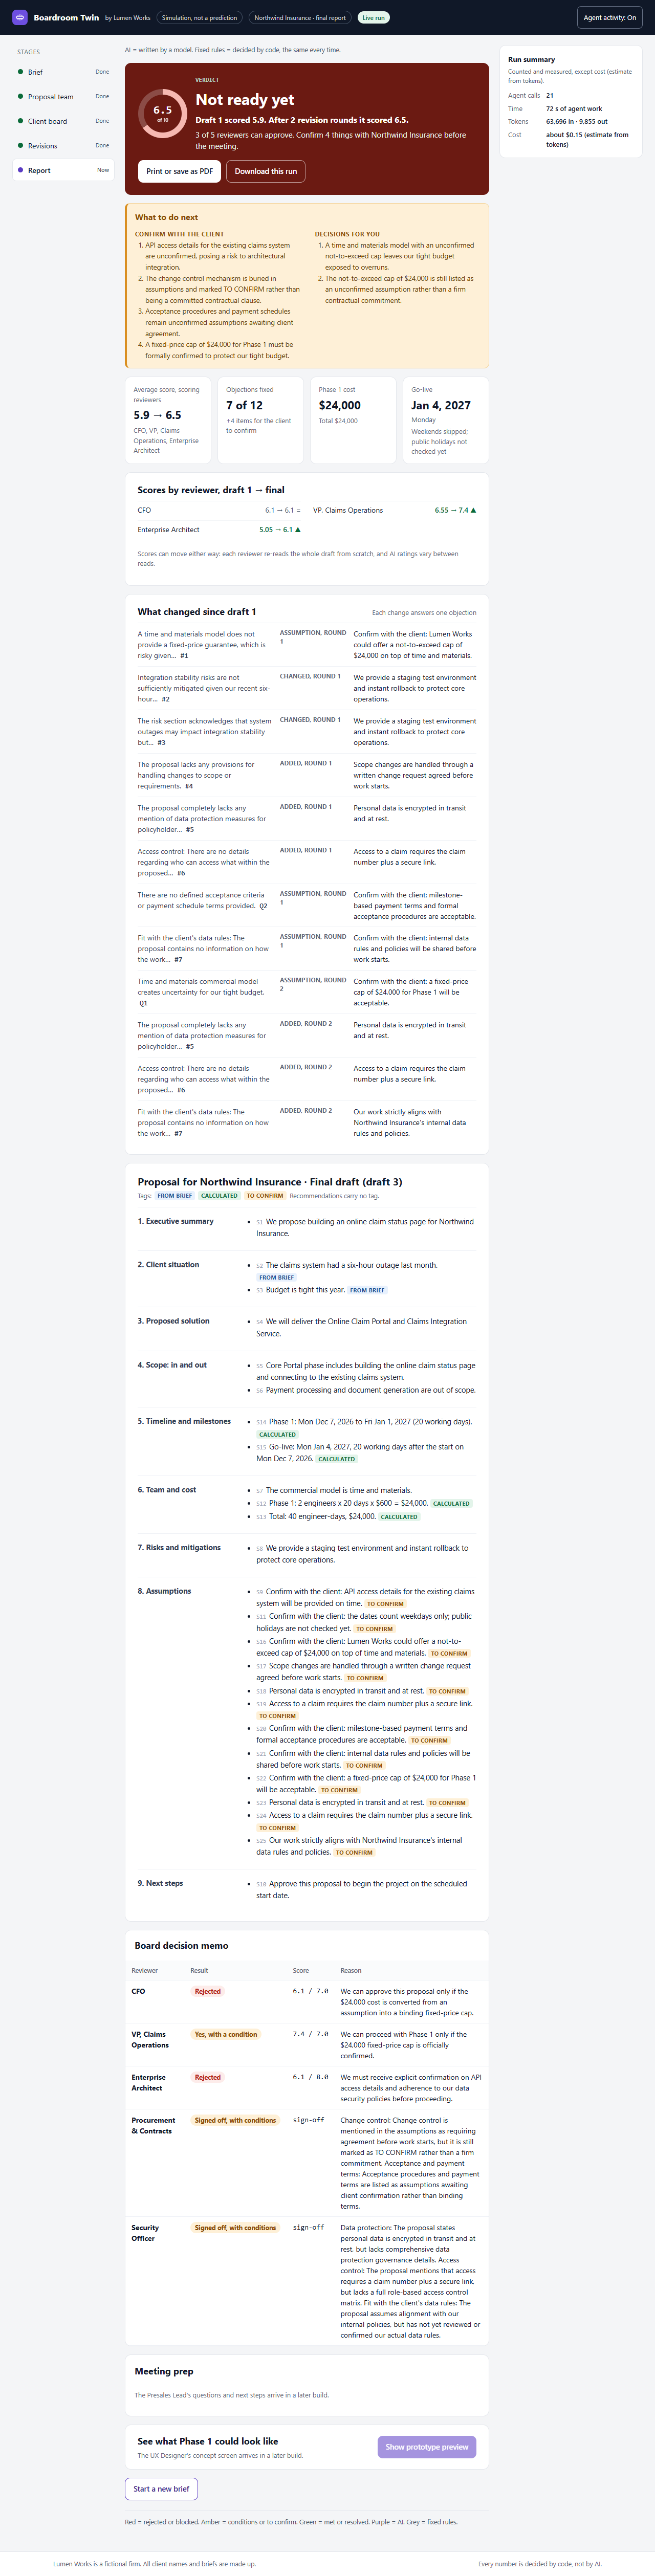 Boardroom Twin by Lumen Works Simulation, not a prediction Northwind Insurance · final report Live run Agent activity: On
STAGES
Brief Done
Proposal team Done
Client board Done
Revisions Done
Report Now
AI = written by a model. Fixed rules = decided by code, the same every time.
VERDICT
6.5
of 10
Not ready yet
Draft 1 scored 5.9. After 2 revision rounds it scored 6.5.
3 of 5 reviewers can approve. Confirm 4 things with Northwind Insurance before
the meeting.
Print or save as PDF Download this run
Run summary
Counted and measured, except cost (estimate
from tokens).
Agent calls 21
Time 72 s of agent work
Tokens 63,696 in · 9,855 out
Cost about $0.15 (estimate from
tokens)
What to do next
CONFIRM WITH THE CLIENT
1. API access details for the existing claims system
are unconfirmed, posing a risk to architectural
integration.
2. The change control mechanism is buried in
assumptions and marked TO CONFIRM rather than
being a committed contractual clause.
3. Acceptance procedures and payment schedules
remain unconfirmed assumptions awaiting client
agreement.
4. A fixed-price cap of $24,000 for Phase 1 must be
formally confirmed to protect our tight budget.
DECISIONS FOR YOU
1. A time and materials model with an unconfirmed
not-to-exceed cap leaves our tight budget
exposed to overruns.
2. The not-to-exceed cap of $24,000 is still listed as
an unconfirmed assumption rather than a firm
contractual commitment.
Average score, scoring
reviewers
5.9 → 6.5
CFO, VP, Claims
Operations, Enterprise
Architect
Objections fixed
7 of 12
+4 items for the client
to confirm
Phase 1 cost
$24,000
Total $24,000
Go-live
Jan 4, 2027
Monday
Weekends skipped;
public holidays not
checked yet
Scores by reviewer, draft 1 → final
CFO 6.1 → 6.1 =
VP, Claims Operations 6.55 → 7.4 ▲
Enterprise Architect 5.05 → 6.1 ▲
Scores can move either way: each reviewer re-reads the whole draft from scratch, and AI ratings vary between
reads.
What changed since draft 1 Each change answers one objection
A time and materials model does not
provide a fixed-price guarantee, which is
risky given... #1
ASSUMPTION, ROUND
1
Confirm with the client: Lumen Works
could offer a not-to-exceed cap of
$24,000 on top of time and materials.
Integration stability risks are not
sufficiently mitigated given our recent six-
hour... #2
CHANGED, ROUND 1
We provide a staging test environment
and instant rollback to protect core
operations.
The risk section acknowledges that system
outages may impact integration stability
but... #3
CHANGED, ROUND 1
We provide a staging test environment
and instant rollback to protect core
operations.
The proposal lacks any provisions for
handling changes to scope or
requirements. #4
ADDED, ROUND 1
Scope changes are handled through a
written change request agreed before
work starts.
The proposal completely lacks any
mention of data protection measures for
policyholder... #5
ADDED, ROUND 1
Personal data is encrypted in transit
and at rest.
Access control: There are no details
regarding who can access what within the
proposed... #6
ADDED, ROUND 1
Access to a claim requires the claim
number plus a secure link.
There are no defined acceptance criteria
or payment schedule terms provided. Q2
ASSUMPTION, ROUND
1
Confirm with the client: milestone-
based payment terms and formal
acceptance procedures are acceptable.
Fit with the client's data rules: The
proposal contains no information on how
the work... #7
ASSUMPTION, ROUND
1
Confirm with the client: internal data
rules and policies will be shared before
work starts.
Time and materials commercial model
creates uncertainty for our tight budget.
Q1
ASSUMPTION, ROUND
2
Confirm with the client: a fixed-price
cap of $24,000 for Phase 1 will be
acceptable.
The proposal completely lacks any
mention of data protection measures for
policyholder... #5
ADDED, ROUND 2
Personal data is encrypted in transit
and at rest.
Access control: There are no details
regarding who can access what within the
proposed... #6
ADDED, ROUND 2
Access to a claim requires the claim
number plus a secure link.
Fit with the client's data rules: The
proposal contains no information on how
the work... #7
ADDED, ROUND 2
Our work strictly aligns with
Northwind Insurance's internal data
rules and policies.
Proposal for Northwind Insurance · Final draft (draft 3)
Tags: FROM BRIEF CALCULATED TO CONFIRM Recommendations carry no tag.
1. Executive summary
S1 We propose building an online claim status page for Northwind
Insurance.
2. Client situation
S2 The claims system had a six-hour outage last month.
FROM BRIEF
S3 Budget is tight this year. FROM BRIEF
3. Proposed solution
S4 We will deliver the Online Claim Portal and Claims Integration
Service.
4. Scope: in and out
S5 Core Portal phase includes building the online claim status page
and connecting to the existing claims system.
S6 Payment processing and document generation are out of scope.
5. Timeline and milestones
S14 Phase 1: Mon Dec 7, 2026 to Fri Jan 1, 2027 (20 working days).
CALCULATED
S15 Go-live: Mon Jan 4, 2027, 20 working days after the start on
Mon Dec 7, 2026. CALCULATED
6. Team and cost
S7 The commercial model is time and materials.
S12 Phase 1: 2 engineers x 20 days x $600 = $24,000. CALCULATED
S13 Total: 40 engineer-days, $24,000. CALCULATED
7. Risks and mitigations
S8 We provide a staging test environment and instant rollback to
protect core operations.
8. Assumptions
S9 Confirm with the client: API access details for the existing claims
system will be provided on time. TO CONFIRM
S11 Confirm with the client: the dates count weekdays only; public
holidays are not checked yet. TO CONFIRM
S16 Confirm with the client: Lumen Works could offer a not-to-
exceed cap of $24,000 on top of time and materials. TO CONFIRM
S17 Scope changes are handled through a written change request
agreed before work starts. TO CONFIRM
S18 Personal data is encrypted in transit and at rest. TO CONFIRM
S19 Access to a claim requires the claim number plus a secure link.
TO CONFIRM
S20 Confirm with the client: milestone-based payment terms and
formal acceptance procedures are acceptable. TO CONFIRM
S21 Confirm with the client: internal data rules and policies will be
shared before work starts. TO CONFIRM
S22 Confirm with the client: a fixed-price cap of $24,000 for Phase 1
will be acceptable. TO CONFIRM
S23 Personal data is encrypted in transit and at rest. TO CONFIRM
S24 Access to a claim requires the claim number plus a secure link.
TO CONFIRM
S25 Our work strictly aligns with Northwind Insurance's internal
data rules and policies. TO CONFIRM
9. Next steps
S10 Approve this proposal to begin the project on the scheduled
start date.
Board decision memo
Reviewer Result Score Reason
CFO Rejected 6.1 / 7.0
We can approve this proposal only if the
$24,000 cost is converted from an
assumption into a binding fixed-price cap.
VP, Claims
Operations
Yes, with a condition 7.4 / 7.0
We can proceed with Phase 1 only if the
$24,000 fixed-price cap is officially
confirmed.
Enterprise
Architect
Rejected 6.1 / 8.0
We must receive explicit confirmation on API
access details and adherence to our data
security policies before proceeding.
Procurement
& Contracts
Signed off, with conditions sign-off
Change control: Change control is
mentioned in the assumptions as requiring
agreement before work starts, but it is still
marked as TO CONFIRM rather than a firm
commitment. Acceptance and payment
terms: Acceptance procedures and payment
terms are listed as assumptions awaiting
client confirmation rather than binding
terms.
Security
Officer
Signed off, with conditions sign-off
Data protection: The proposal states
personal data is encrypted in transit and at
rest, but lacks comprehensive data
protection governance details. Access
control: The proposal mentions that access
requires a claim number plus a secure link,
but lacks a full role-based access control
matrix. Fit with the client's data rules: The
proposal assumes alignment with our
internal policies, but has not yet reviewed or
confirmed our actual data rules.
Meeting prep
The Presales Lead's questions and next steps arrive in a later build.
See what Phase 1 could look like
The UX Designer's concept screen arrives in a later build.
Show prototype preview
Start a new brief
Red = rejected or blocked. Amber = conditions or to confirm. Green = met or resolved. Purple = AI. Grey = fixed rules.
Lumen Works is a fictional firm. All client names and briefs are made up. Every number is decided by code, not by AI.